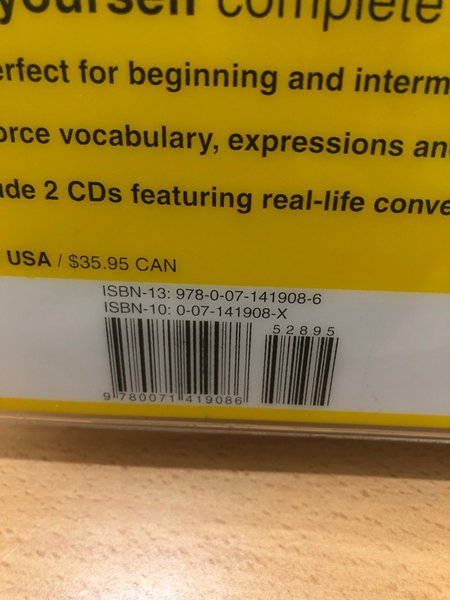 yourself complete
erfect for beginning and interm
orce vocabulary, expressions an
ude 2 CDs featuring real-life conve
USA / $35.95 CAN
ISBN-13: 978-0-07-141908-6
ISBN-10: 0-07-141908-X
52895
9 780071 419086